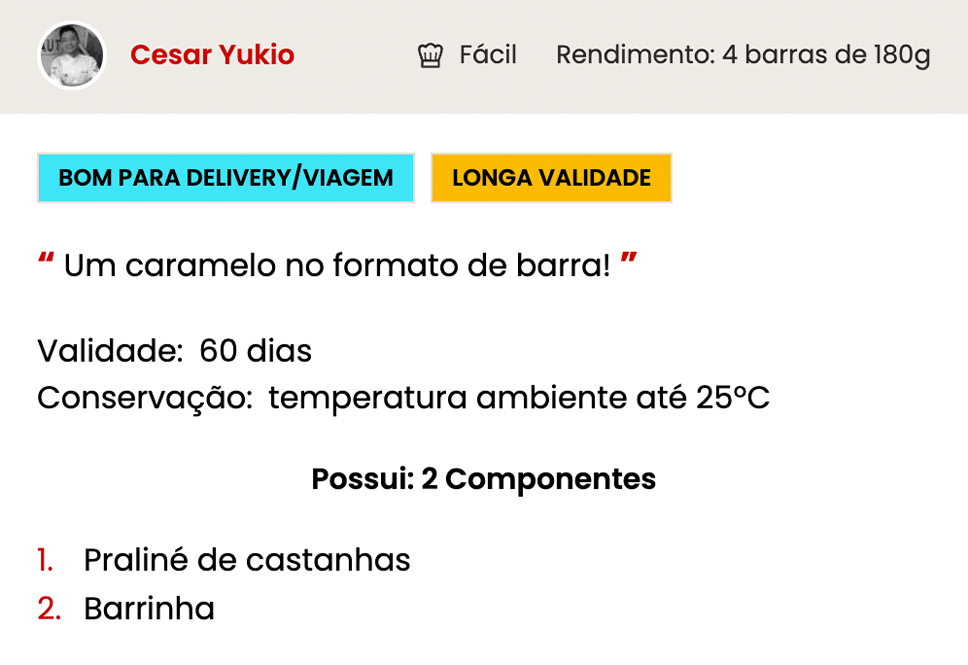 Cesar Yukio Fácil Rendimento: 4 barras de 180g
BOM PARA DELIVERY/VIAGEM LONGA VALIDADE
“ Um caramelo no formato de barra! ”
Validade: 60 dias
Conservação: temperatura ambiente até 25ºC
Possui: 2 Componentes
1. Praliné de castanhas
2. Barrinha